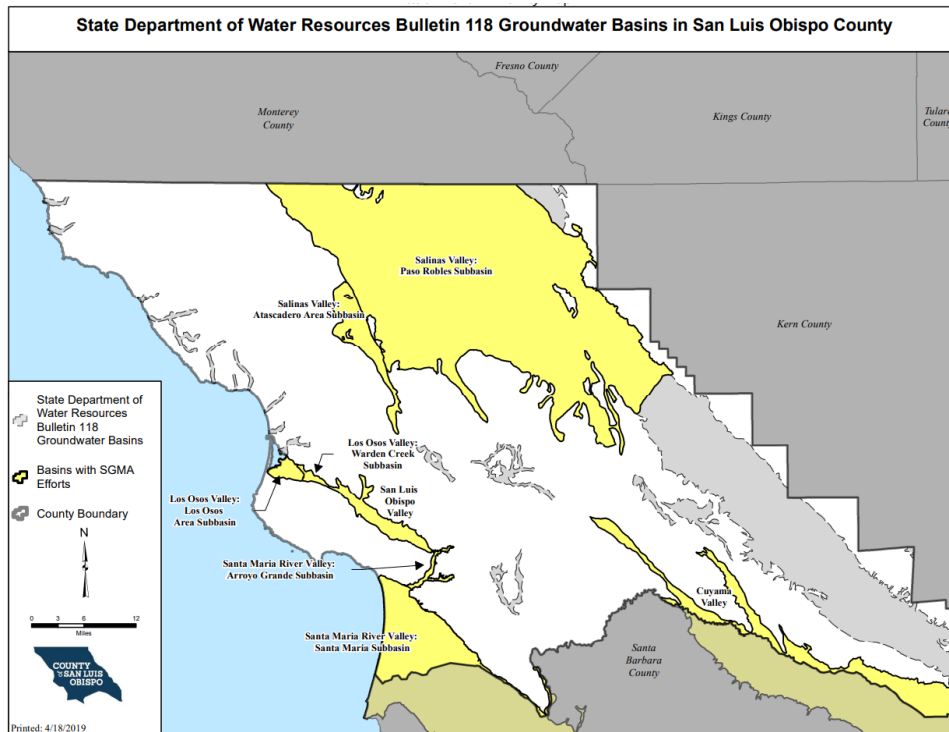 State Department of Water Resources Bulletin 118 Groundwater Basins in San Luis Obispo County
Fresno County
Monterey
County
Kings County
Tulare
County
Salinas Valley:
Paso Robles Subbasin
Salinas Valley:
Atascadero Area Subbasin
Kern County
State Department of
Water Resources
Bulletin 118
Groundwater Basins
Basins with SGMA
Efforts
County Boundary
N
0 3 6 12
Miles
COUNTY
OF SAN LUIS
OBISPO
Printed: 4/18/2019
Los Osos Valley:
Warden Creek
Subbasin
San Luis
Obispo
Valley
Los Osos Valley:
Los Osos
Area Subbasin
Santa Maria River Valley:
Arroyo Grande Subbasin
Cuyama
Valley
Santa Maria River Valley:
Santa Maria Subbasin
Santa
Barbara
County